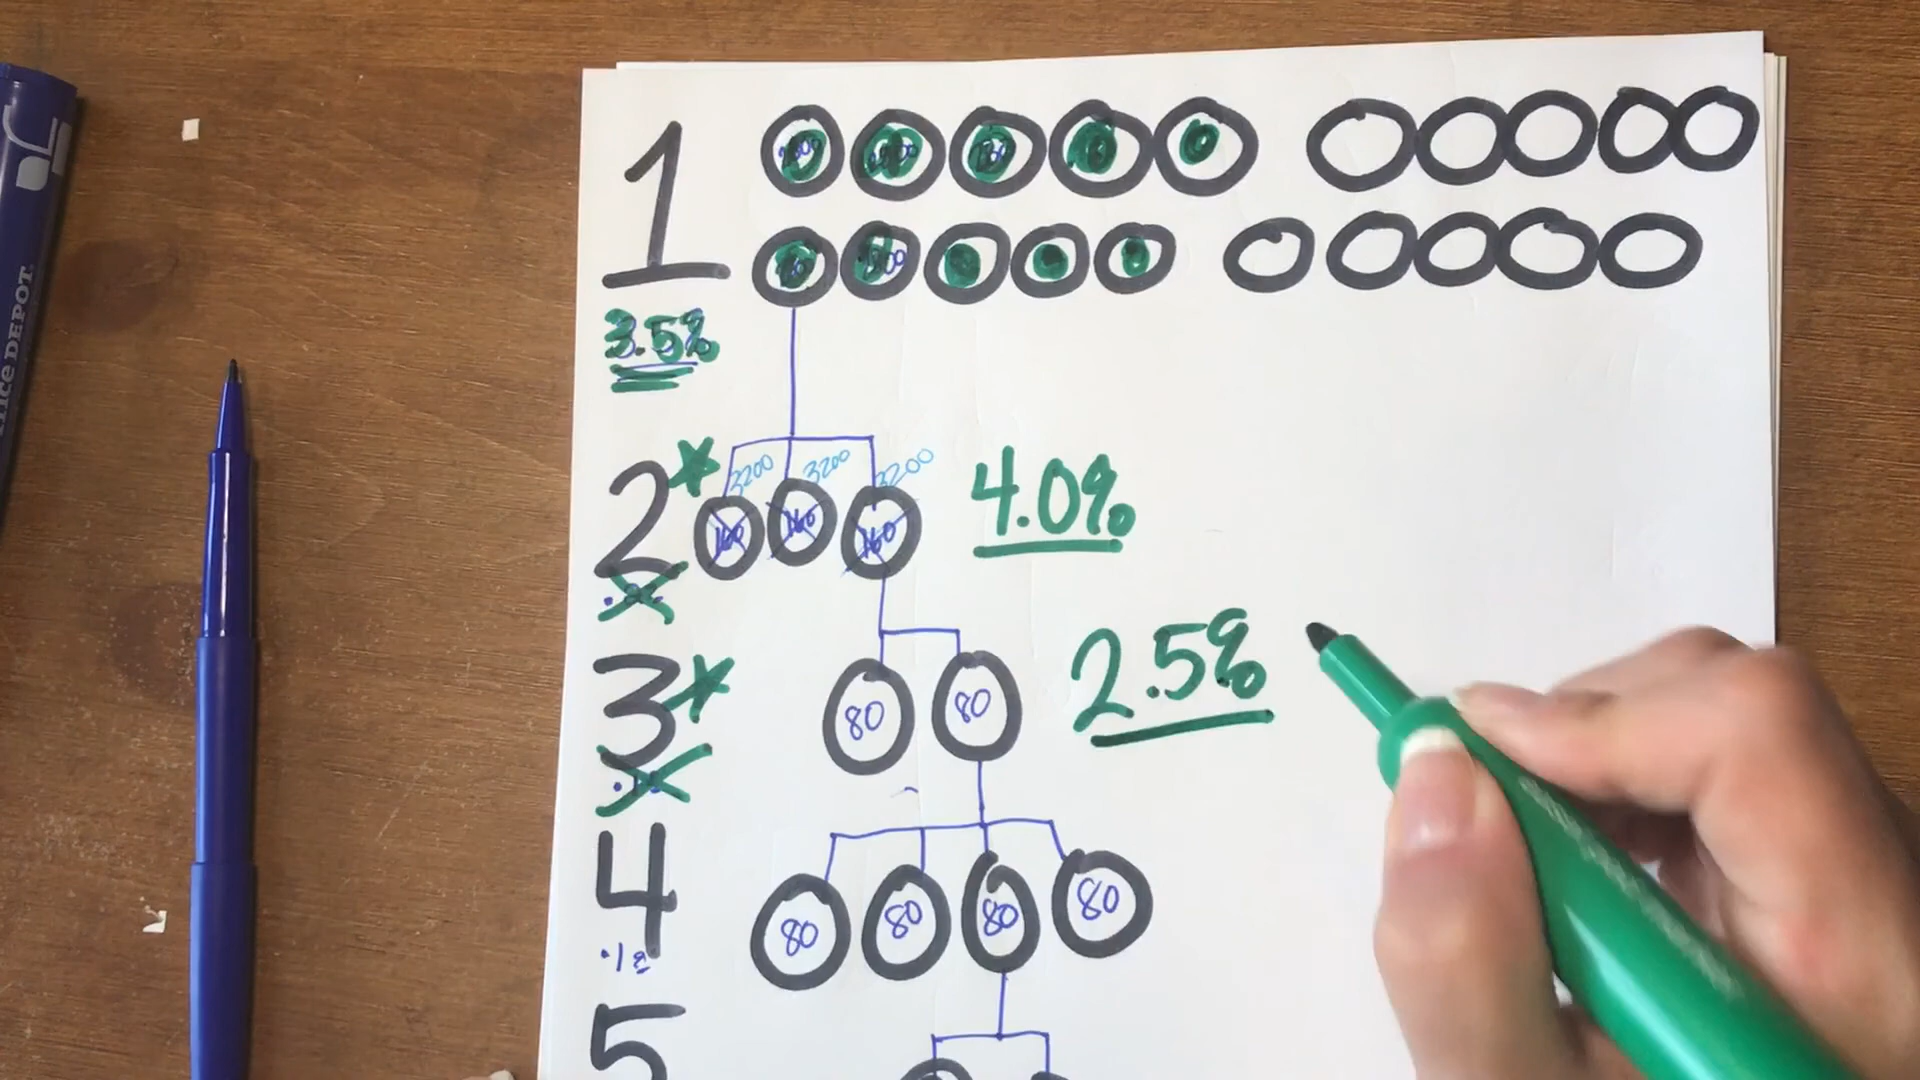 1
3.5%
3200 3200 3200
2* 160 160 160 4.0%
3* 80 80 2.5%
4 80 80 80 80
.1%
5
Office DEPOT